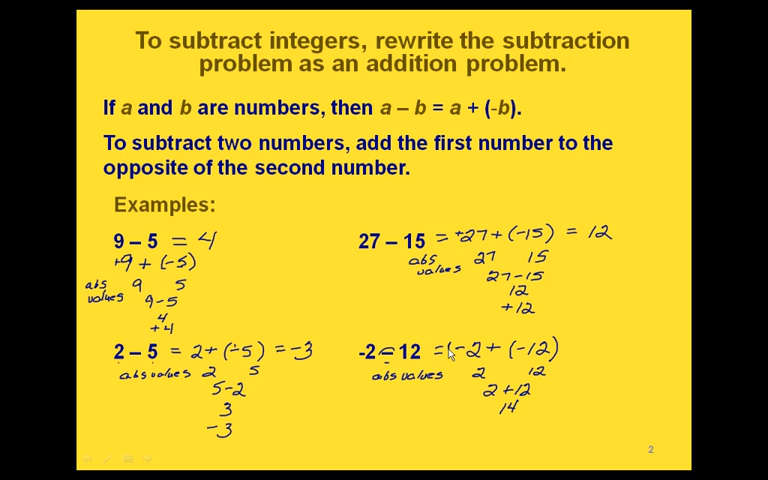 To subtract integers, rewrite the subtraction
problem as an addition problem.
If a and b are numbers, then a – b = a + (-b).
To subtract two numbers, add the first number to the
opposite of the second number.
Examples:
9 – 5 = 4
+9 + (-5)
abs values 9 5
9-5
4
+4
27 – 15 = +27 + (-15) = 12
abs values 27 15
27-15
12
+12
2 – 5 = 2 + (-5) = -3
abs values 2 5
5-2
3
-3
-2 – 12 = (-2 + (-12)
abs values 2 12
2+12
14
2